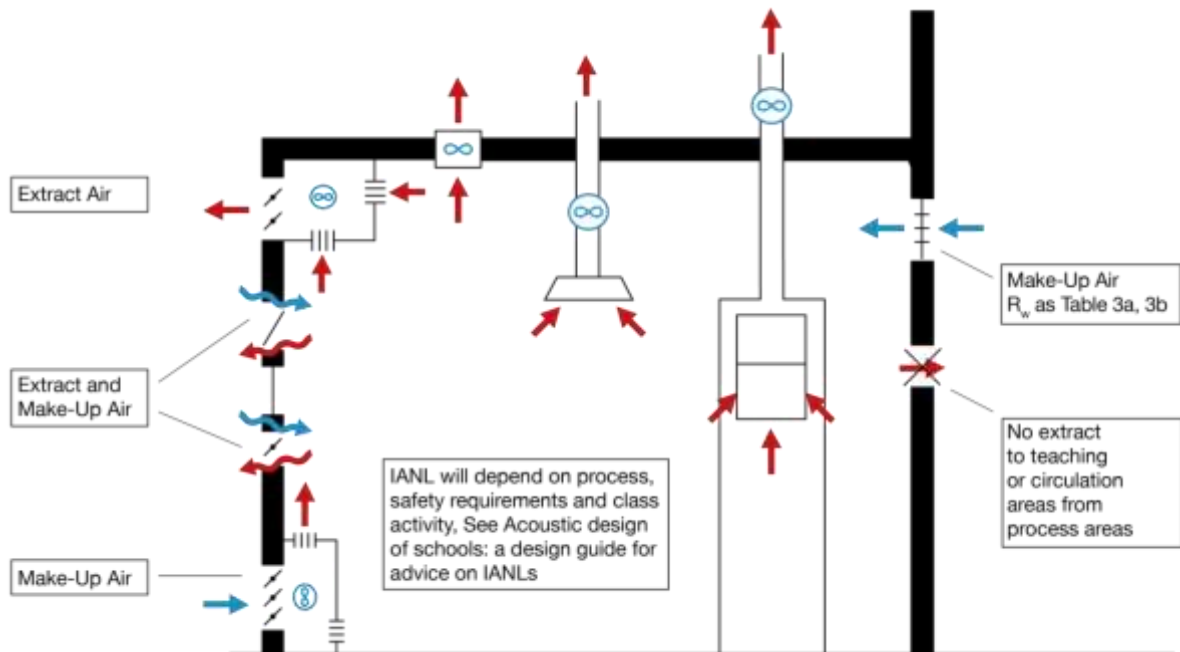 Extract Air
Make-Up Air
R_w as Table 3a, 3b
Extract and
Make-Up Air
No extract
to teaching
or circulation
areas from
process areas
IANL will depend on process,
safety requirements and class
activity, See Acoustic design
of schools: a design guide for
advice on IANLs
Make-Up Air